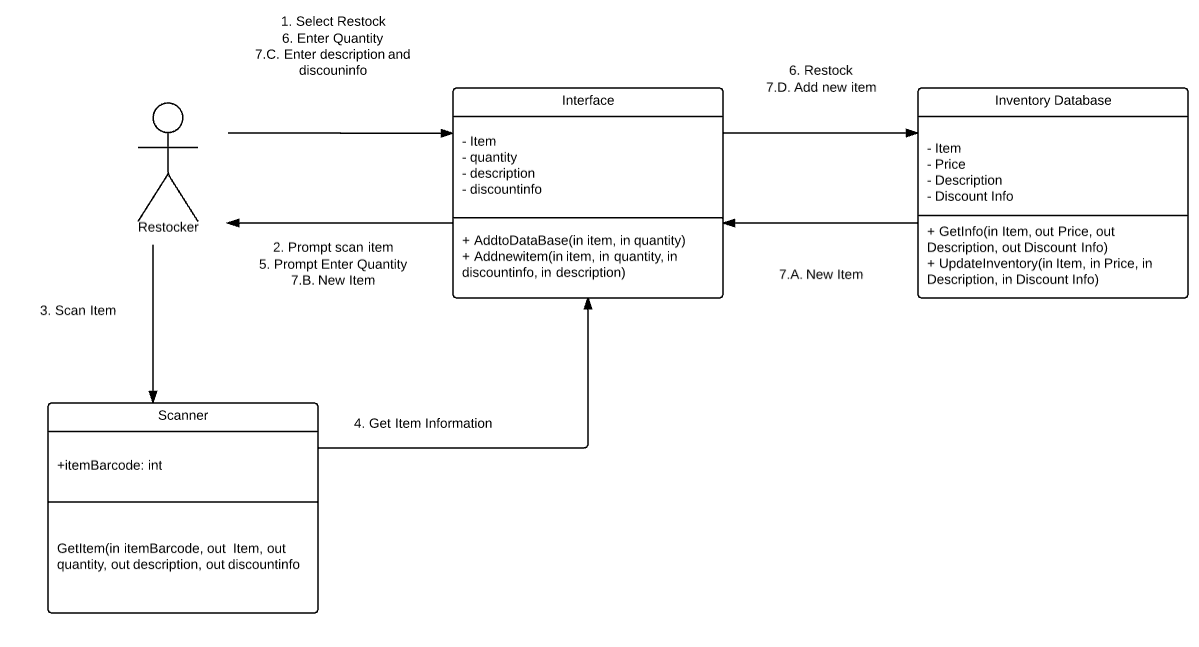 1. Select Restock
6. Enter Quantity
7.C. Enter description and
discouninfo
6. Restock
7.D. Add new item
Interface
- Item
- quantity
- description
- discountinfo
+ AddtoDataBase(in item, in quantity)
+ Addnewitem(in item, in quantity, in
discountinfo, in description)
Inventory Database
- Item
- Price
- Description
- Discount Info
+ GetInfo(in Item, out Price, out
Description, out Discount Info)
+ UpdateInventory(in Item, in Price, in
Description, in Discount Info)
Restocker
2. Prompt scan item
5. Prompt Enter Quantity
7.B. New Item
7.A. New Item
3. Scan Item
Scanner
+itemBarcode: int
GetItem(in itemBarcode, out  Item, out
quantity, out description, out discountinfo
4. Get Item Information